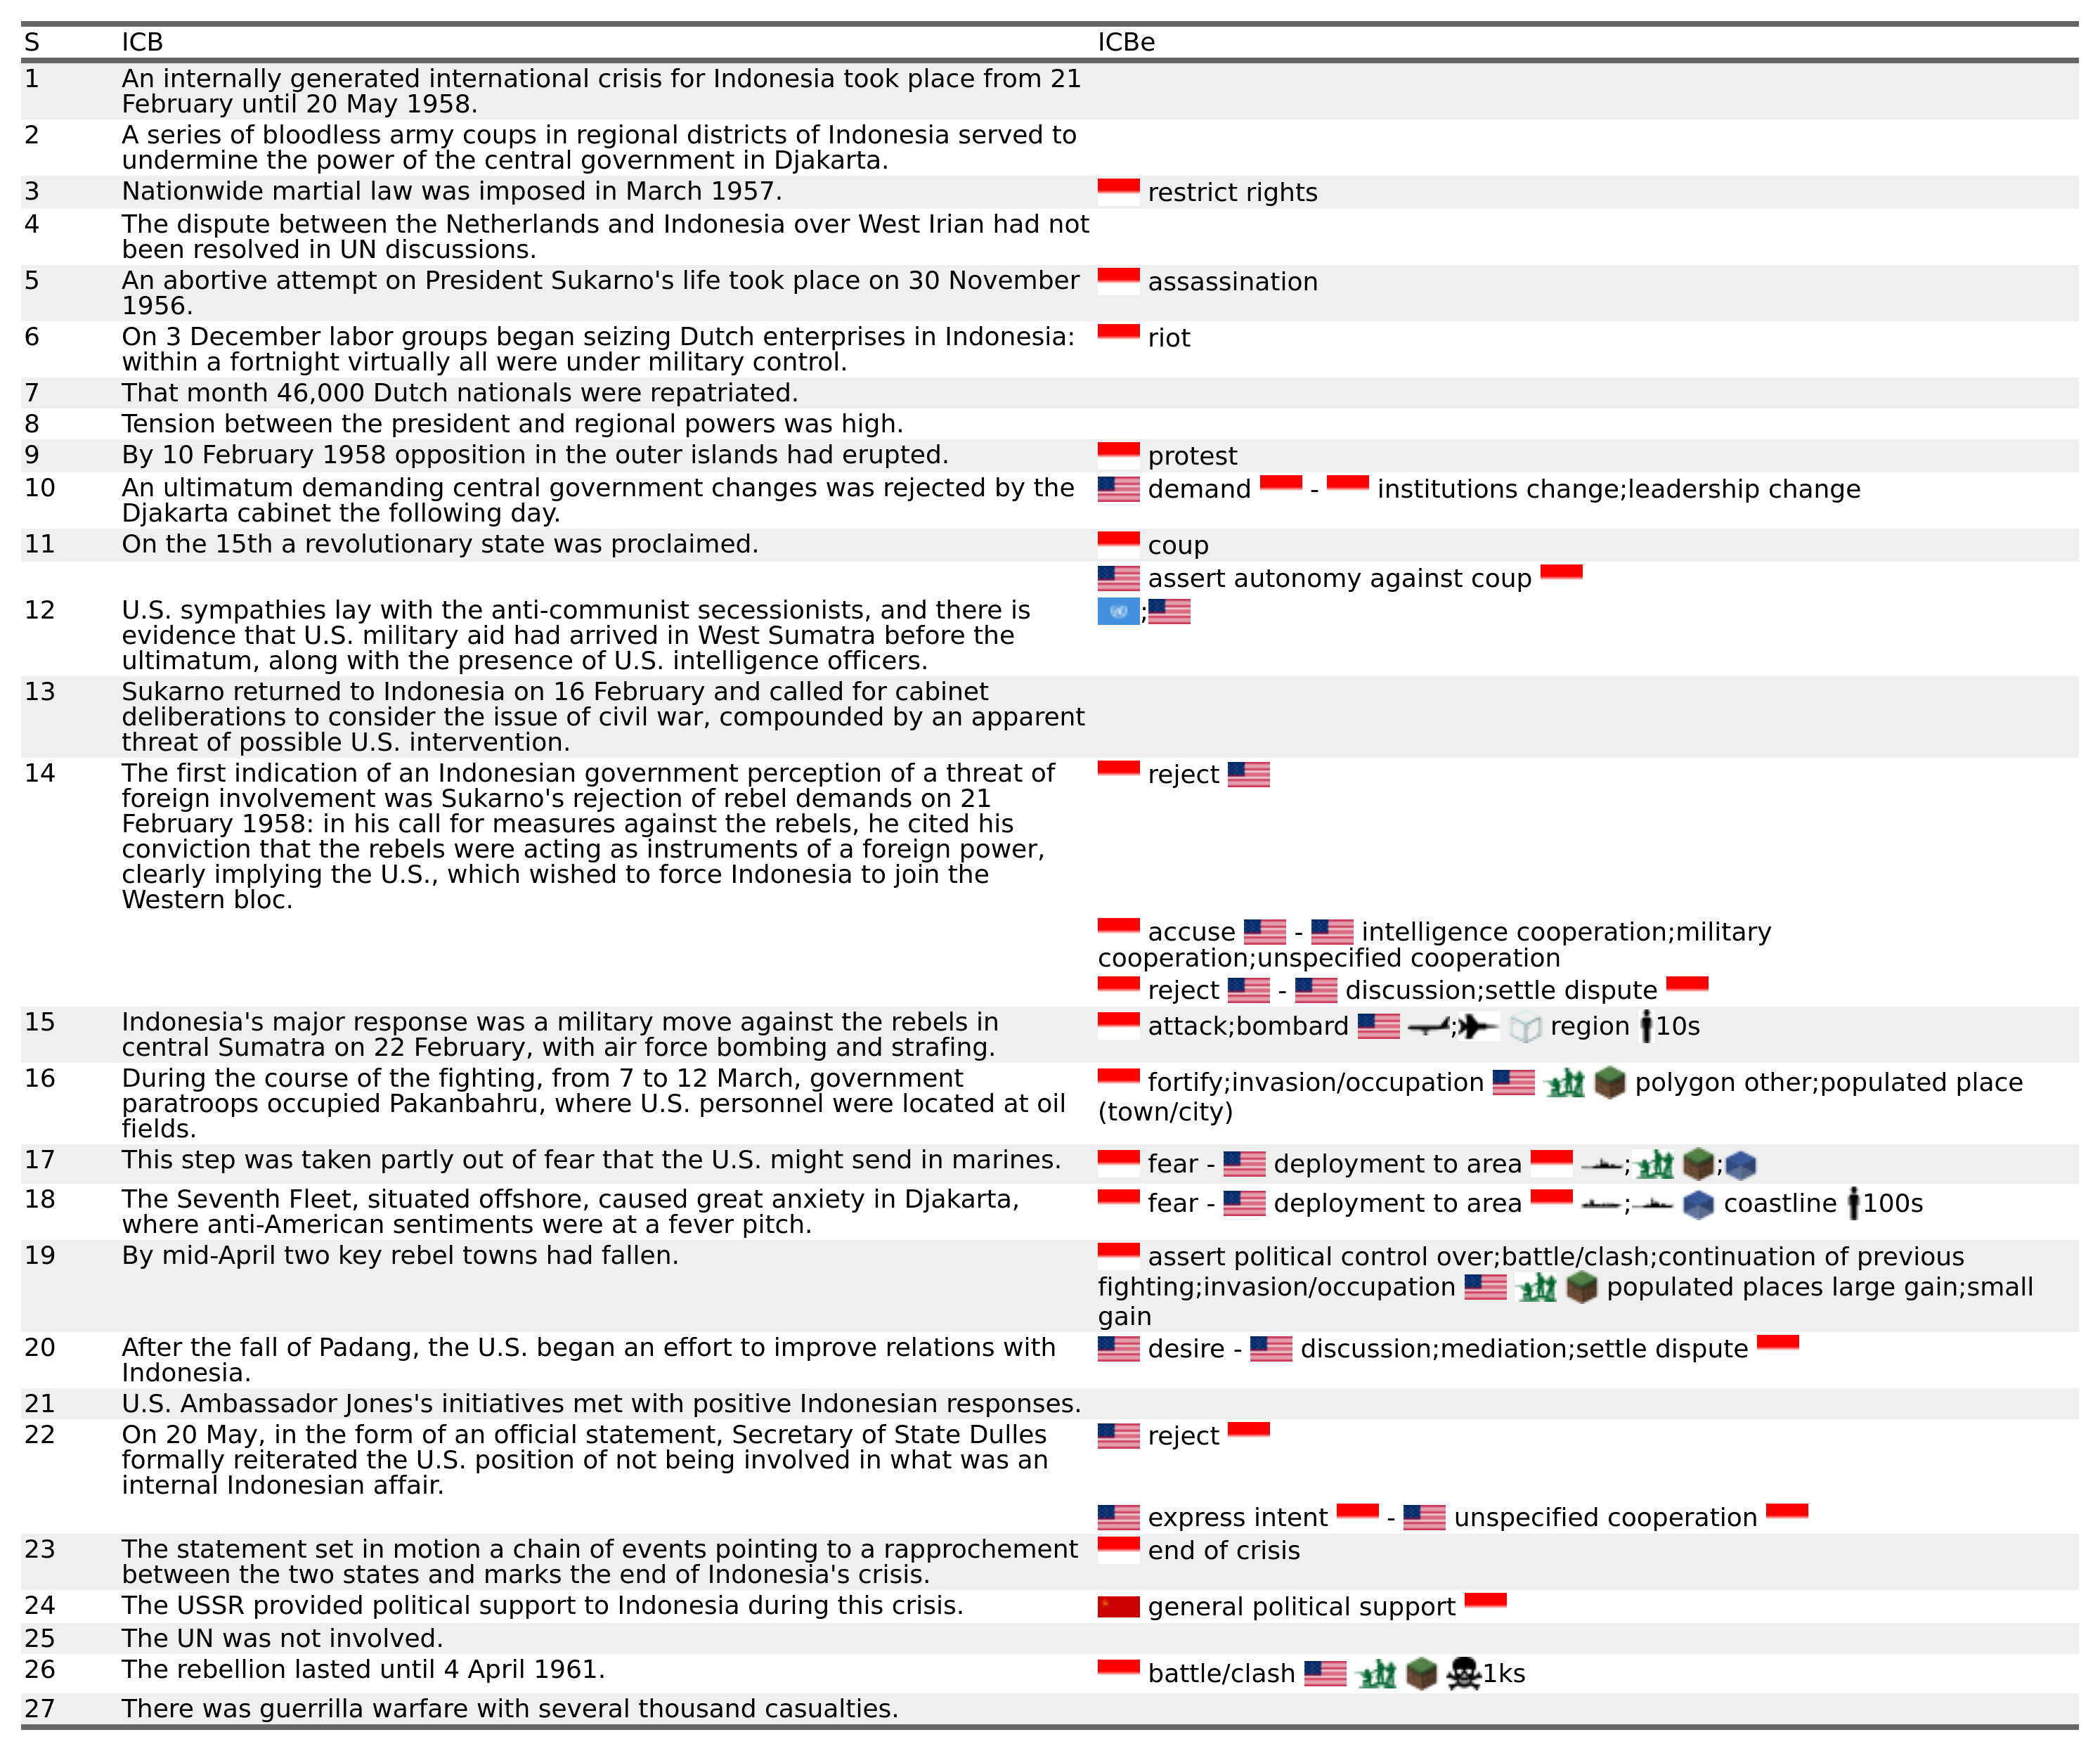 S ICB ICBe
1 An internally generated international crisis for Indonesia took place from 21
February until 20 May 1958.
2 A series of bloodless army coups in regional districts of Indonesia served to
undermine the power of the central government in Djakarta.
3 Nationwide martial law was imposed in March 1957. restrict rights
4 The dispute between the Netherlands and Indonesia over West Irian had not
been resolved in UN discussions.
5 An abortive attempt on President Sukarno's life took place on 30 November assassination
1956.
6 On 3 December labor groups began seizing Dutch enterprises in Indonesia: riot
within a fortnight virtually all were under military control.
7 That month 46,000 Dutch nationals were repatriated.
8 Tension between the president and regional powers was high.
9 By 10 February 1958 opposition in the outer islands had erupted. protest
10 An ultimatum demanding central government changes was rejected by the demand - institutions change;leadership change
Djakarta cabinet the following day.
11 On the 15th a revolutionary state was proclaimed. coup
assert autonomy against coup
12 U.S. sympathies lay with the anti-communist secessionists, and there is ;
evidence that U.S. military aid had arrived in West Sumatra before the
ultimatum, along with the presence of U.S. intelligence officers.
13 Sukarno returned to Indonesia on 16 February and called for cabinet
deliberations to consider the issue of civil war, compounded by an apparent
threat of possible U.S. intervention.
14 The first indication of an Indonesian government perception of a threat of reject
foreign involvement was Sukarno's rejection of rebel demands on 21
February 1958: in his call for measures against the rebels, he cited his
conviction that the rebels were acting as instruments of a foreign power,
clearly implying the U.S., which wished to force Indonesia to join the
Western bloc.
accuse - intelligence cooperation;military
cooperation;unspecified cooperation
reject - discussion;settle dispute
15 Indonesia's major response was a military move against the rebels in attack;bombard ; region 10s
central Sumatra on 22 February, with air force bombing and strafing.
16 During the course of the fighting, from 7 to 12 March, government fortify;invasion/occupation polygon other;populated place
paratroops occupied Pakanbahru, where U.S. personnel were located at oil (town/city)
fields.
17 This step was taken partly out of fear that the U.S. might send in marines. fear - deployment to area ; ;
18 The Seventh Fleet, situated offshore, caused great anxiety in Djakarta, fear - deployment to area ; coastline 100s
where anti-American sentiments were at a fever pitch.
19 By mid-April two key rebel towns had fallen. assert political control over;battle/clash;continuation of previous
fighting;invasion/occupation populated places large gain;small
gain
20 After the fall of Padang, the U.S. began an effort to improve relations with desire - discussion;mediation;settle dispute
Indonesia.
21 U.S. Ambassador Jones's initiatives met with positive Indonesian responses.
22 On 20 May, in the form of an official statement, Secretary of State Dulles reject
formally reiterated the U.S. position of not being involved in what was an
internal Indonesian affair.
express intent - unspecified cooperation
23 The statement set in motion a chain of events pointing to a rapprochement end of crisis
between the two states and marks the end of Indonesia's crisis.
24 The USSR provided political support to Indonesia during this crisis. general political support
25 The UN was not involved.
26 The rebellion lasted until 4 April 1961. battle/clash 1ks
27 There was guerrilla warfare with several thousand casualties.